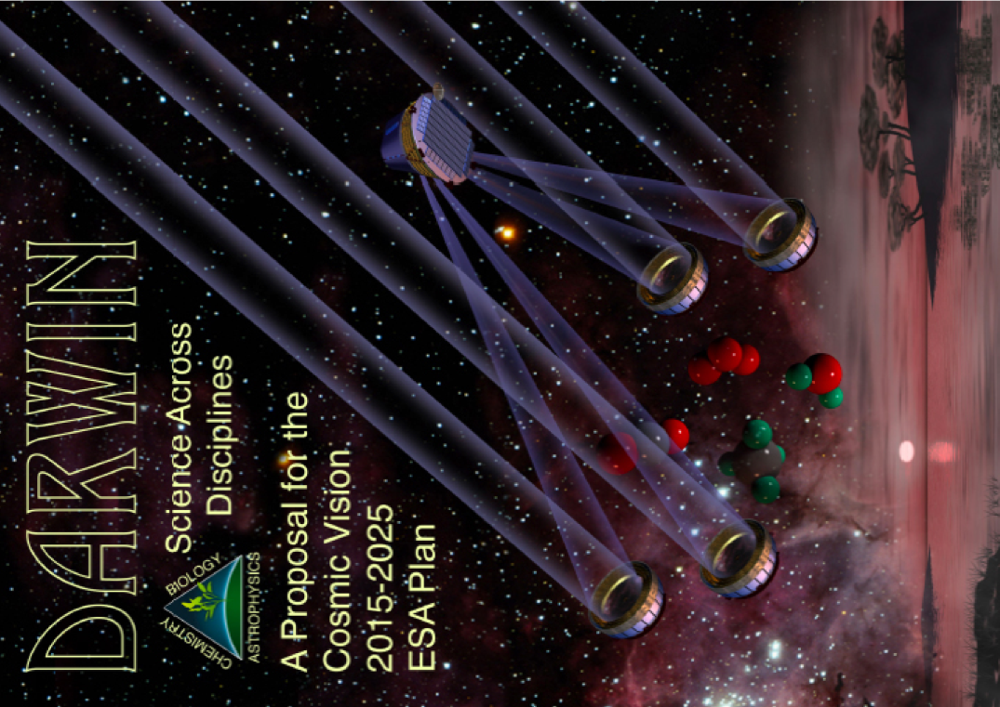 DARWIN
Science Across
Disciplines
CHEMISTRY
BIOLOGY
ASTROPHYSICS
A Proposal for the
Cosmic Vision
2015-2025
ESA Plan